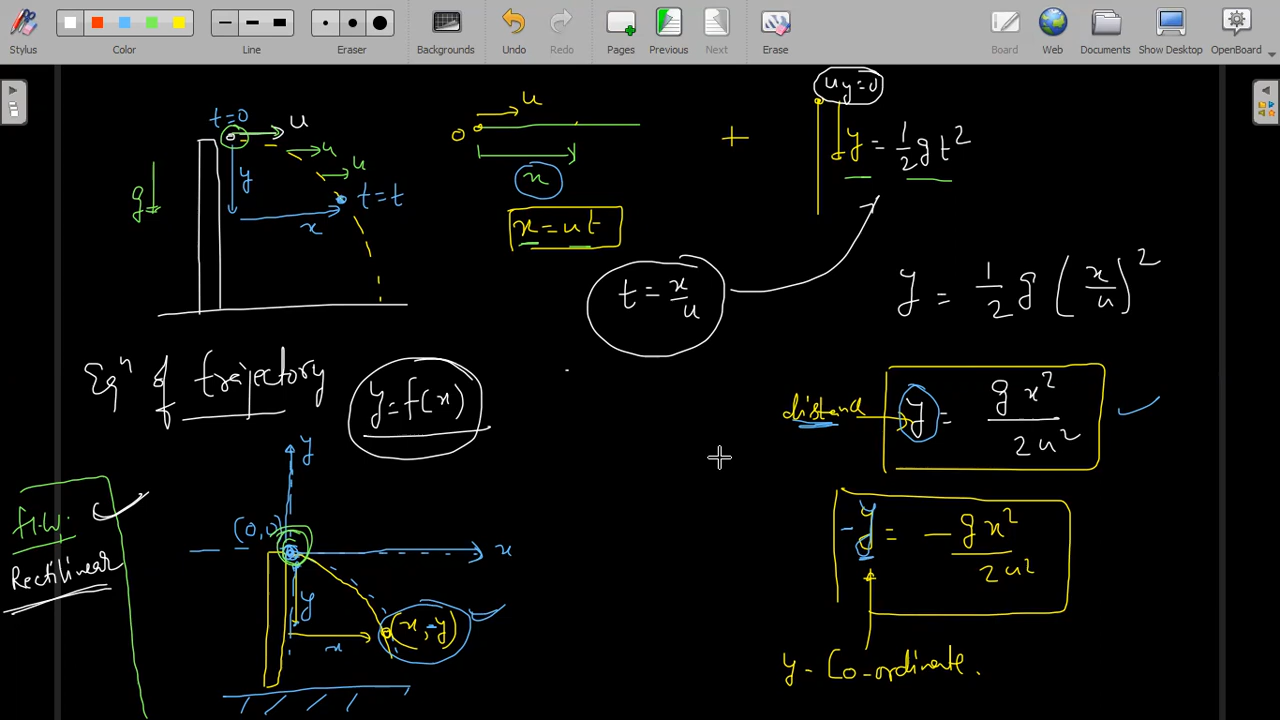 Stylus
Color
Line
Eraser
Backgrounds
Undo
Redo
Pages
Previous
Next
Erase
Board
Web
Documents
Show Desktop
OpenBoard
t=0
u
u
u
g
y
t=t
x
0
u
x
x = ut
+
uy=0
y = 1/2 gt²
t = x/u
y = 1/2 g (x/u)²
Eqⁿ of trajectory
y=f(x)
distance
y = gx²/2u²
-y = - gx²/2u²
y - Co-ordinate.
y
(0,0)
x
y
x
(x,-y)
H.W.
Rectilinear